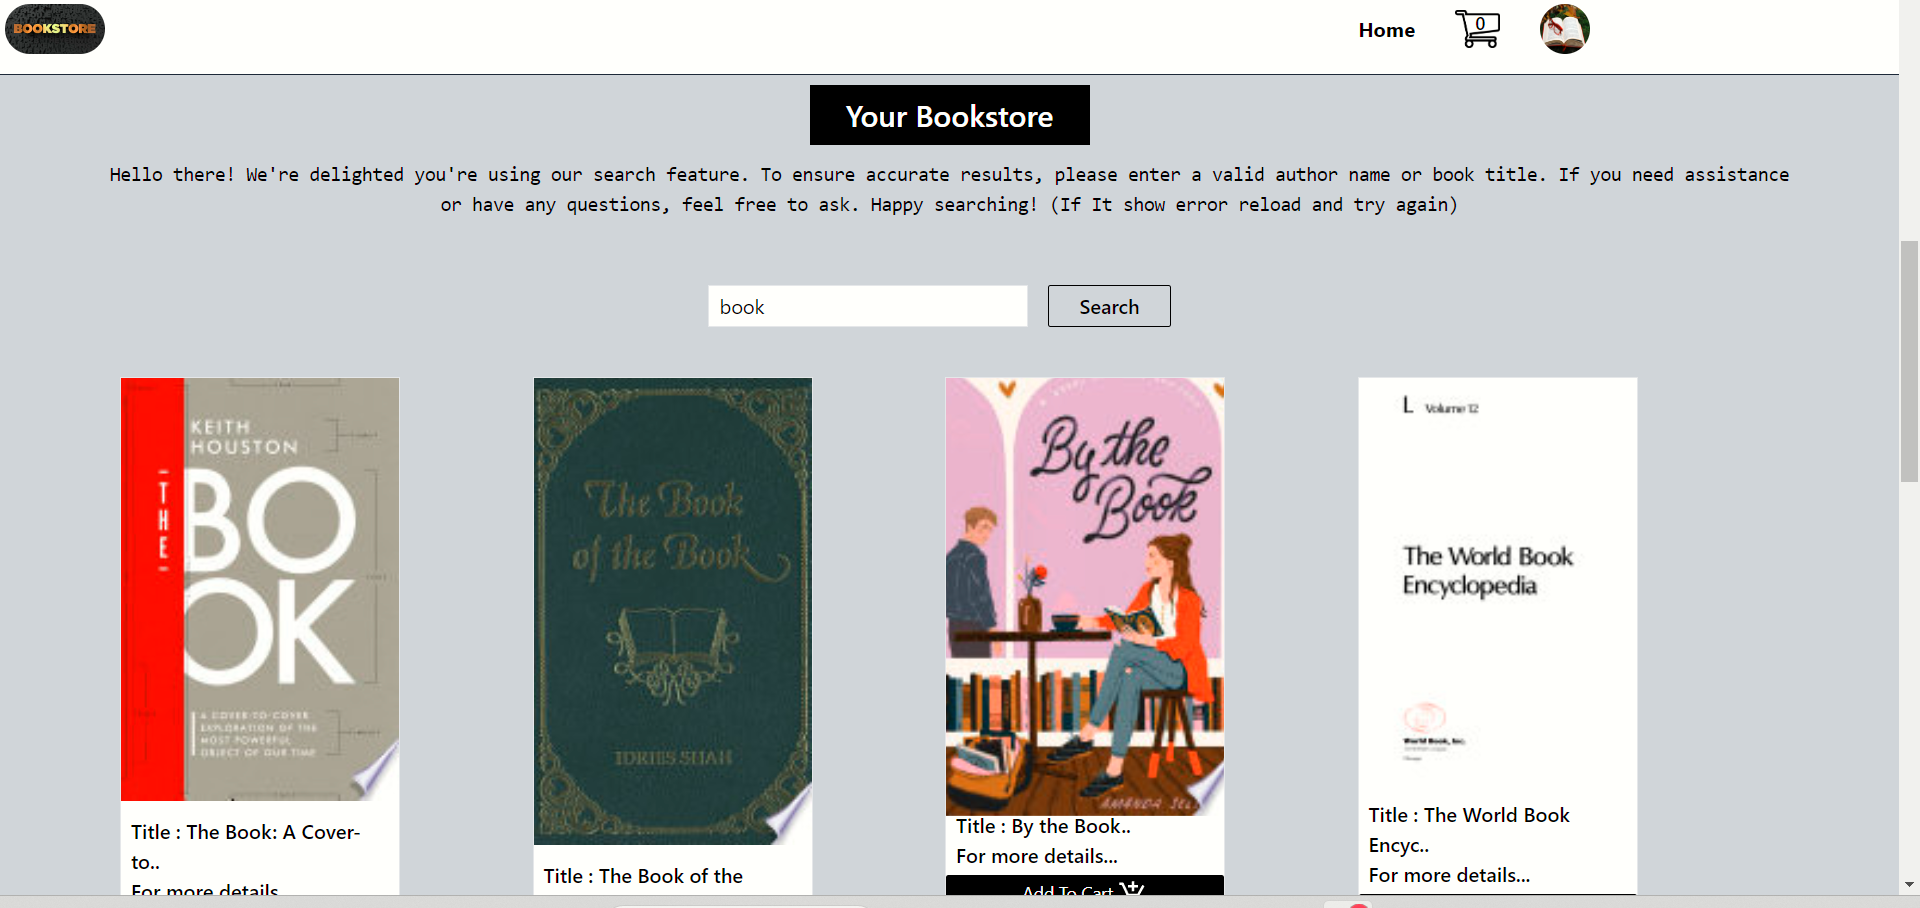 BOOKSTORE
Home
0
Your Bookstore
Hello there! We're delighted you're using our search feature. To ensure accurate results, please enter a valid author name or book title. If you need assistance
or have any questions, feel free to ask. Happy searching! (If It show error reload and try again)
book
Search
KEITH
HOUSTON
-THE-
BO
OK
A COVER-TO-COVER
EXPLORATION OF THE
MOST POWERFUL
OBJECT OF OUR TIME
Title : The Book: A Cover-
to..
For more details
The Book
of the Book
IDRIES SHAH
Title : The Book of the
By the
Book
AMANDA
Title : By the Book..
For more details...
Add To Cart
L Volume 12
The World Book
Encyclopedia
World Book, Inc.
Title : The World Book
Encyc..
For more details...